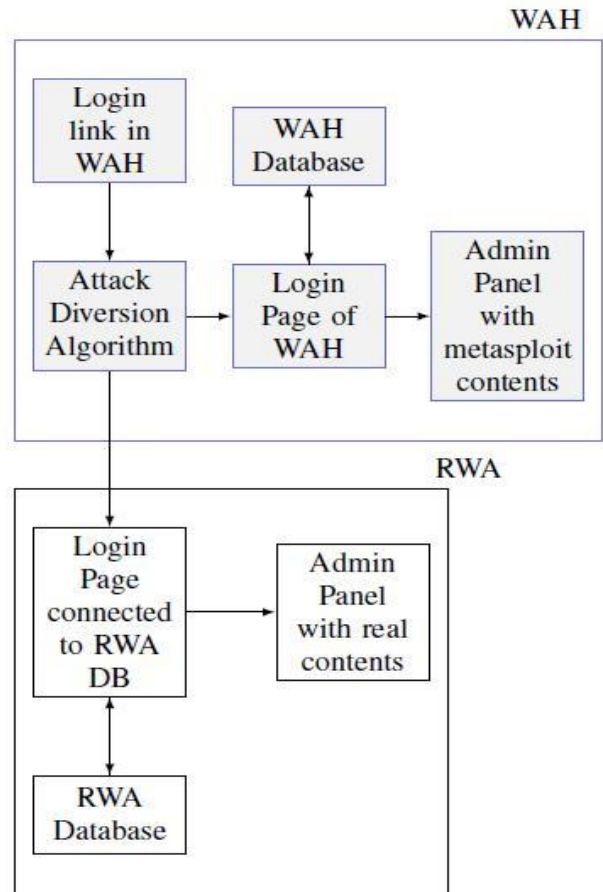 WAH
Login
link in
WAH
WAH
Database
Attack
Diversion
Algorithm
Login
Page of
WAH
Admin
Panel
with
metasploit
contents
RWA
Login
Page
connected
to RWA
DB
Admin
Panel
with real
contents
RWA
Database